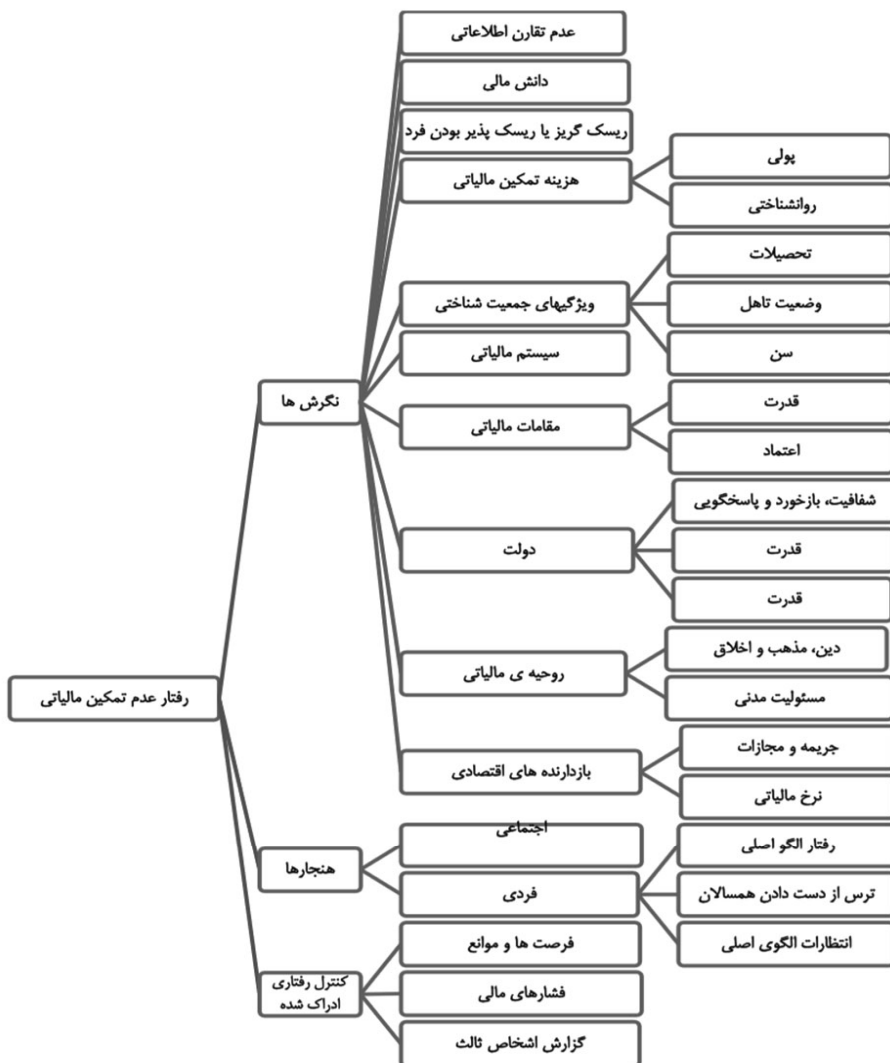 عدم تقارن اطلاعاتی
دانش مالی
ریسک گریز یا ریسک پذیر بودن فرد
هزینه تمکین مالیاتی
پولی
روانشناختی
ویژگیهای جمعیت شناختی
تحصیلات
وضعیت تاهل
سن
سیستم مالیاتی
نگرش ها
مقامات مالیاتی
قدرت
اعتماد
دولت
شفافیت، بازخورد و پاسخگویی
قدرت
قدرت
روحیه ی مالیاتی
دین، مذهب و اخلاق
مسئولیت مدنی
رفتار عدم تمکین مالیاتی
بازدارنده های اقتصادی
جریمه و مجازات
نرخ مالیاتی
هنجارها
اجتماعی
فردی
رفتار الگو اصلی
ترس از دست دادن همسالان
انتظارات الگوی اصلی
کنترل رفتاری
ادراک شده
فرصت ها و موانع
فشارهای مالی
گزارش اشخاص ثالث